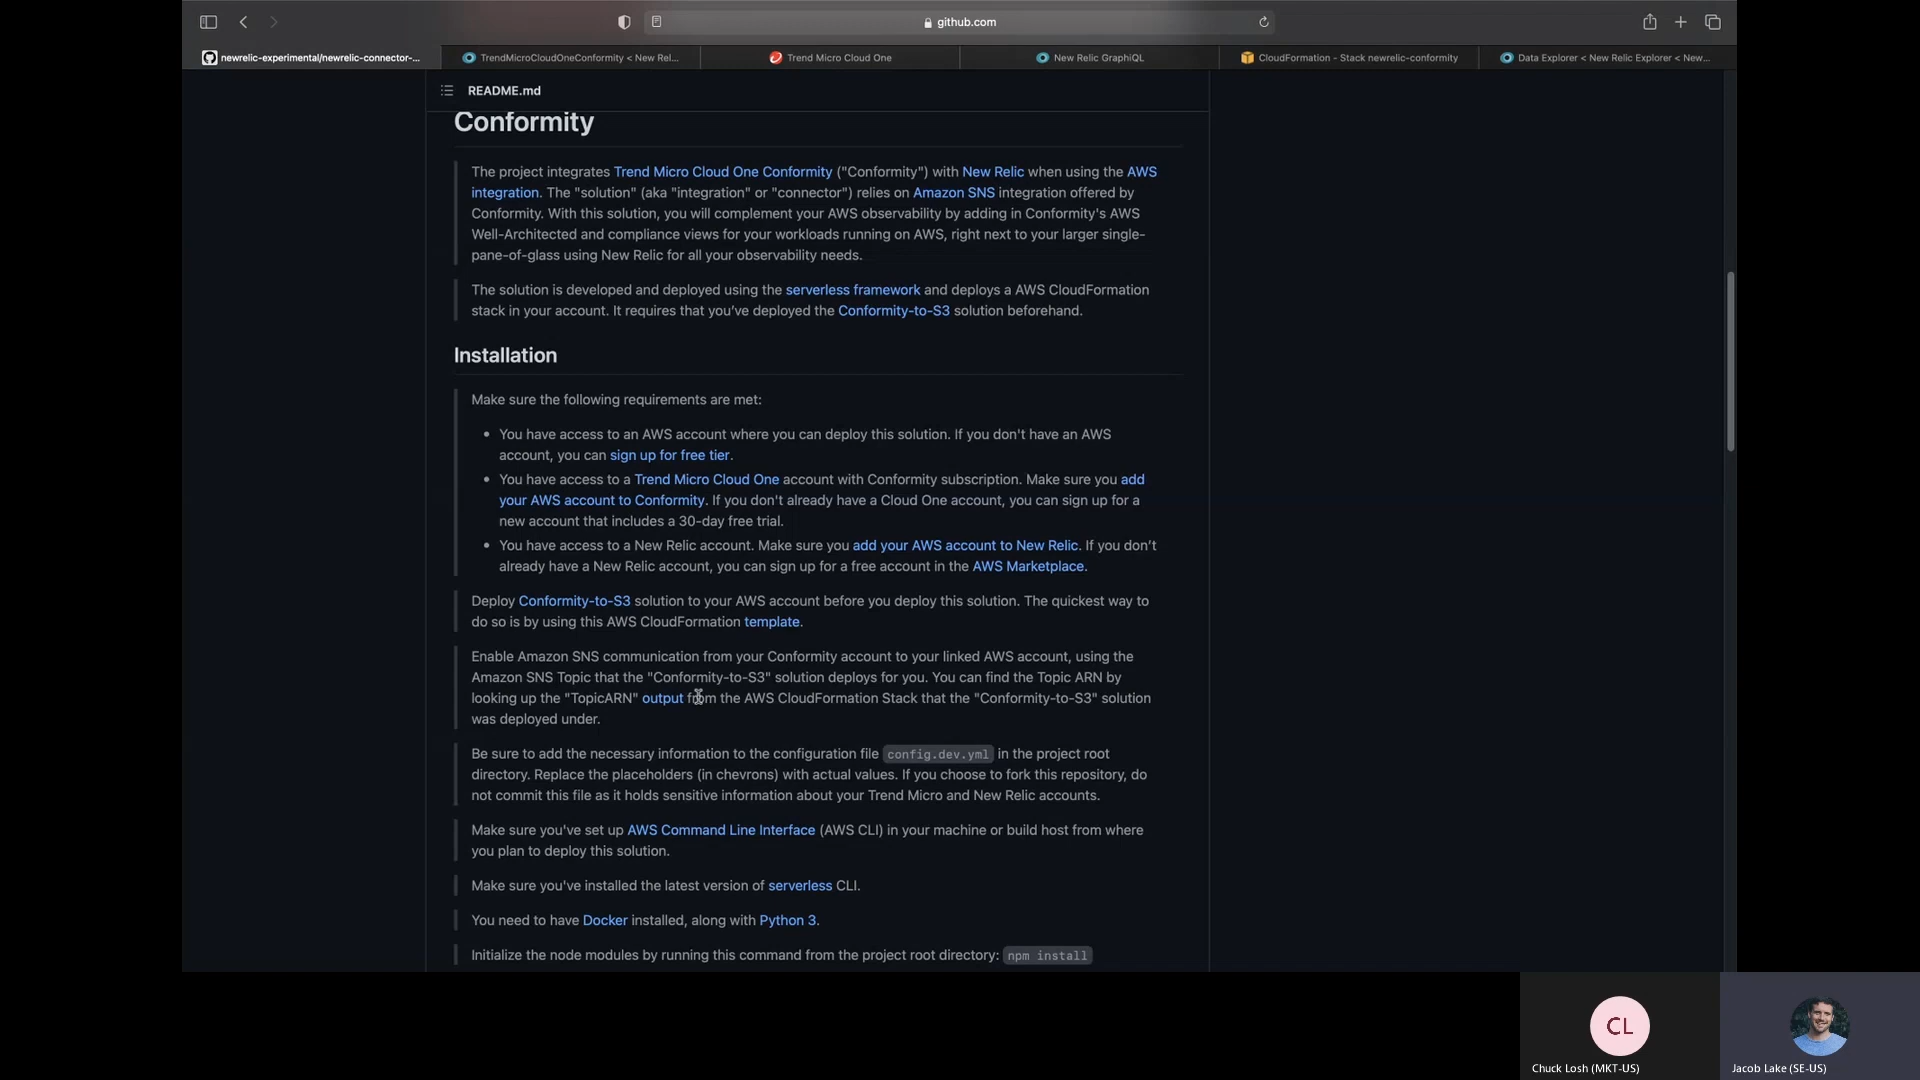 github.com
newrelic-experimental/newrelic-connector-...
TrendMicroCloudOneConformity < New Rel...
Trend Micro Cloud One
New Relic GraphiQL
CloudFormation - Stack newrelic-conformity
Data Explorer < New Relic Explorer < New...
README.md
Conformity
The project integrates Trend Micro Cloud One Conformity ("Conformity") with New Relic when using the AWS
integration. The "solution" (aka "integration" or "connector") relies on Amazon SNS integration offered by
Conformity. With this solution, you will complement your AWS observability by adding in Conformity's AWS
Well-Architected and compliance views for your workloads running on AWS, right next to your larger single-
pane-of-glass using New Relic for all your observability needs.
The solution is developed and deployed using the serverless framework and deploys a AWS CloudFormation
stack in your account. It requires that you've deployed the Conformity-to-S3 solution beforehand.
Installation
Make sure the following requirements are met:
You have access to an AWS account where you can deploy this solution. If you don't have an AWS
account, you can sign up for free tier.
You have access to a Trend Micro Cloud One account with Conformity subscription. Make sure you add
your AWS account to Conformity. If you don't already have a Cloud One account, you can sign up for a
new account that includes a 30-day free trial.
You have access to a New Relic account. Make sure you add your AWS account to New Relic. If you don't
already have a New Relic account, you can sign up for a free account in the AWS Marketplace.
Deploy Conformity-to-S3 solution to your AWS account before you deploy this solution. The quickest way to
do so is by using this AWS CloudFormation template.
Enable Amazon SNS communication from your Conformity account to your linked AWS account, using the
Amazon SNS Topic that the "Conformity-to-S3" solution deploys for you. You can find the Topic ARN by
looking up the "TopicARN" output from the AWS CloudFormation Stack that the "Conformity-to-S3" solution
was deployed under.
Be sure to add the necessary information to the configuration file config.dev.yml in the project root
directory. Replace the placeholders (in chevrons) with actual values. If you choose to fork this repository, do
not commit this file as it holds sensitive information about your Trend Micro and New Relic accounts.
Make sure you've set up AWS Command Line Interface (AWS CLI) in your machine or build host from where
you plan to deploy this solution.
Make sure you've installed the latest version of serverless CLI.
You need to have Docker installed, along with Python 3.
Initialize the node modules by running this command from the project root directory: npm install
CL
Chuck Losh (MKT-US)
Jacob Lake (SE-US)